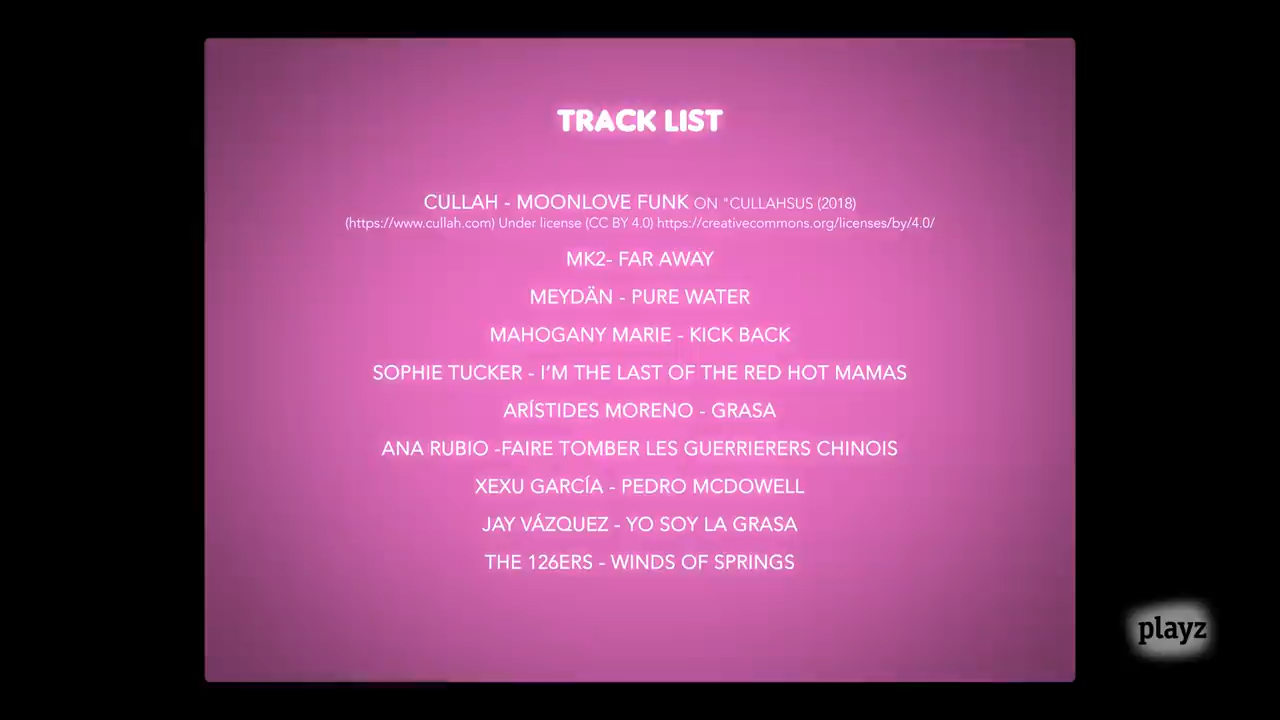 TRACK LIST
CULLAH - MOONLOVE FUNK ON "CULLAHSUS (2018)
(https://www.cullah.com) Under license (CC BY 4.0) https://creativecommons.org/licenses/by/4.0/
MK2- FAR AWAY
MEYDÄN - PURE WATER
MAHOGANY MARIE - KICK BACK
SOPHIE TUCKER - I’M THE LAST OF THE RED HOT MAMAS
ARÍSTIDES MORENO - GRASA
ANA RUBIO -FAIRE TOMBER LES GUERRIERERS CHINOIS
XEXU GARCÍA - PEDRO MCDOWELL
JAY VÁZQUEZ - YO SOY LA GRASA
THE 126ERS - WINDS OF SPRINGS
playz